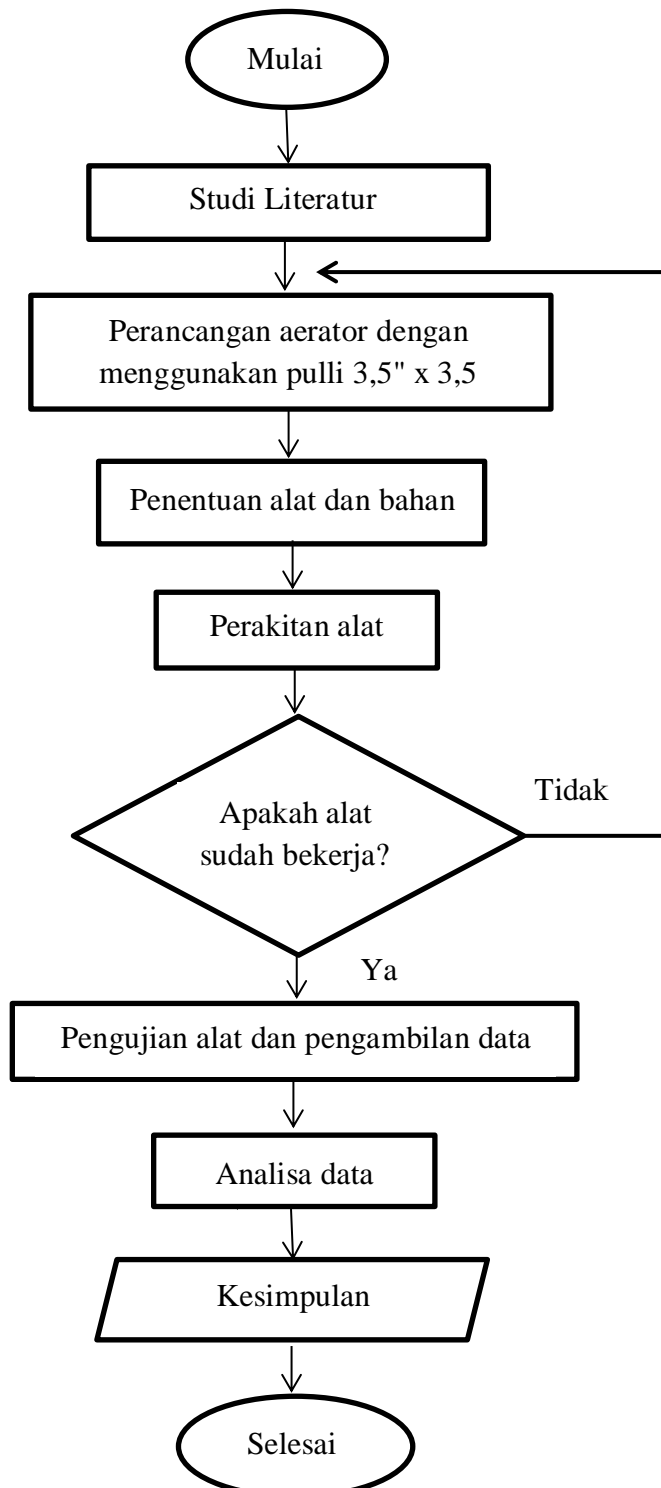 Mulai
Studi Literatur
Perancangan aerator dengan
menggunakan pulli 3,5" x 3,5
Penentuan alat dan bahan
Perakitan alat
Apakah alat
sudah bekerja?
Tidak
Ya
Pengujian alat dan pengambilan data
Analisa data
Kesimpulan
Selesai